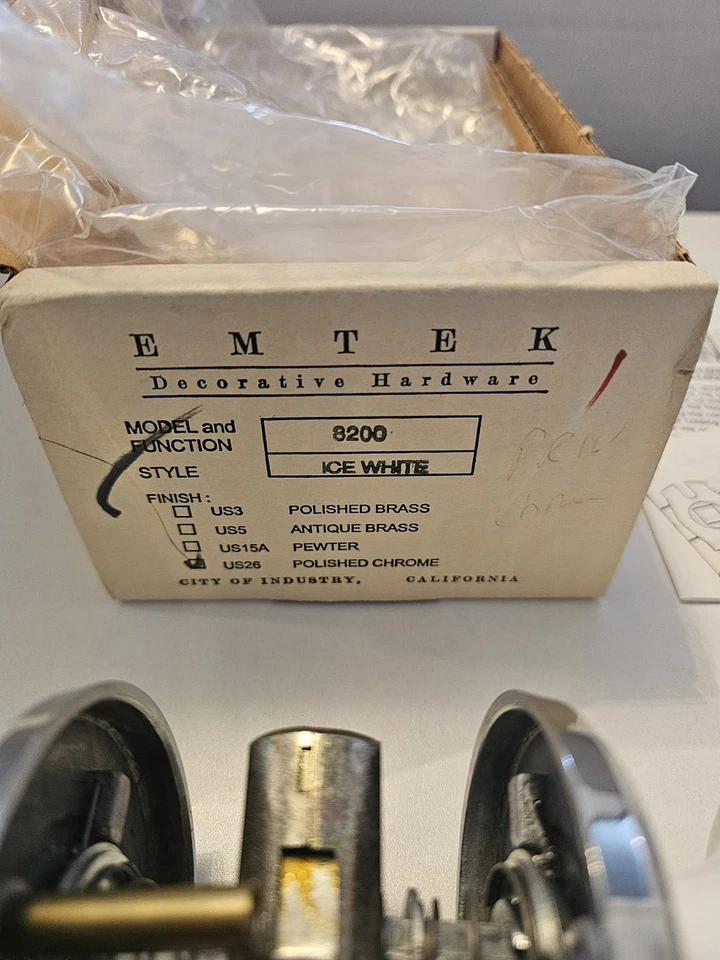 EMTEK
Decorative Hardware
MODEL and FUNCTION 8200
STYLE ICE WHITE
FINISH :
US3 POLISHED BRASS
US5 ANTIQUE BRASS
US15A PEWTER
US26 POLISHED CHROME
CITY OF INDUSTRY, CALIFORNIA